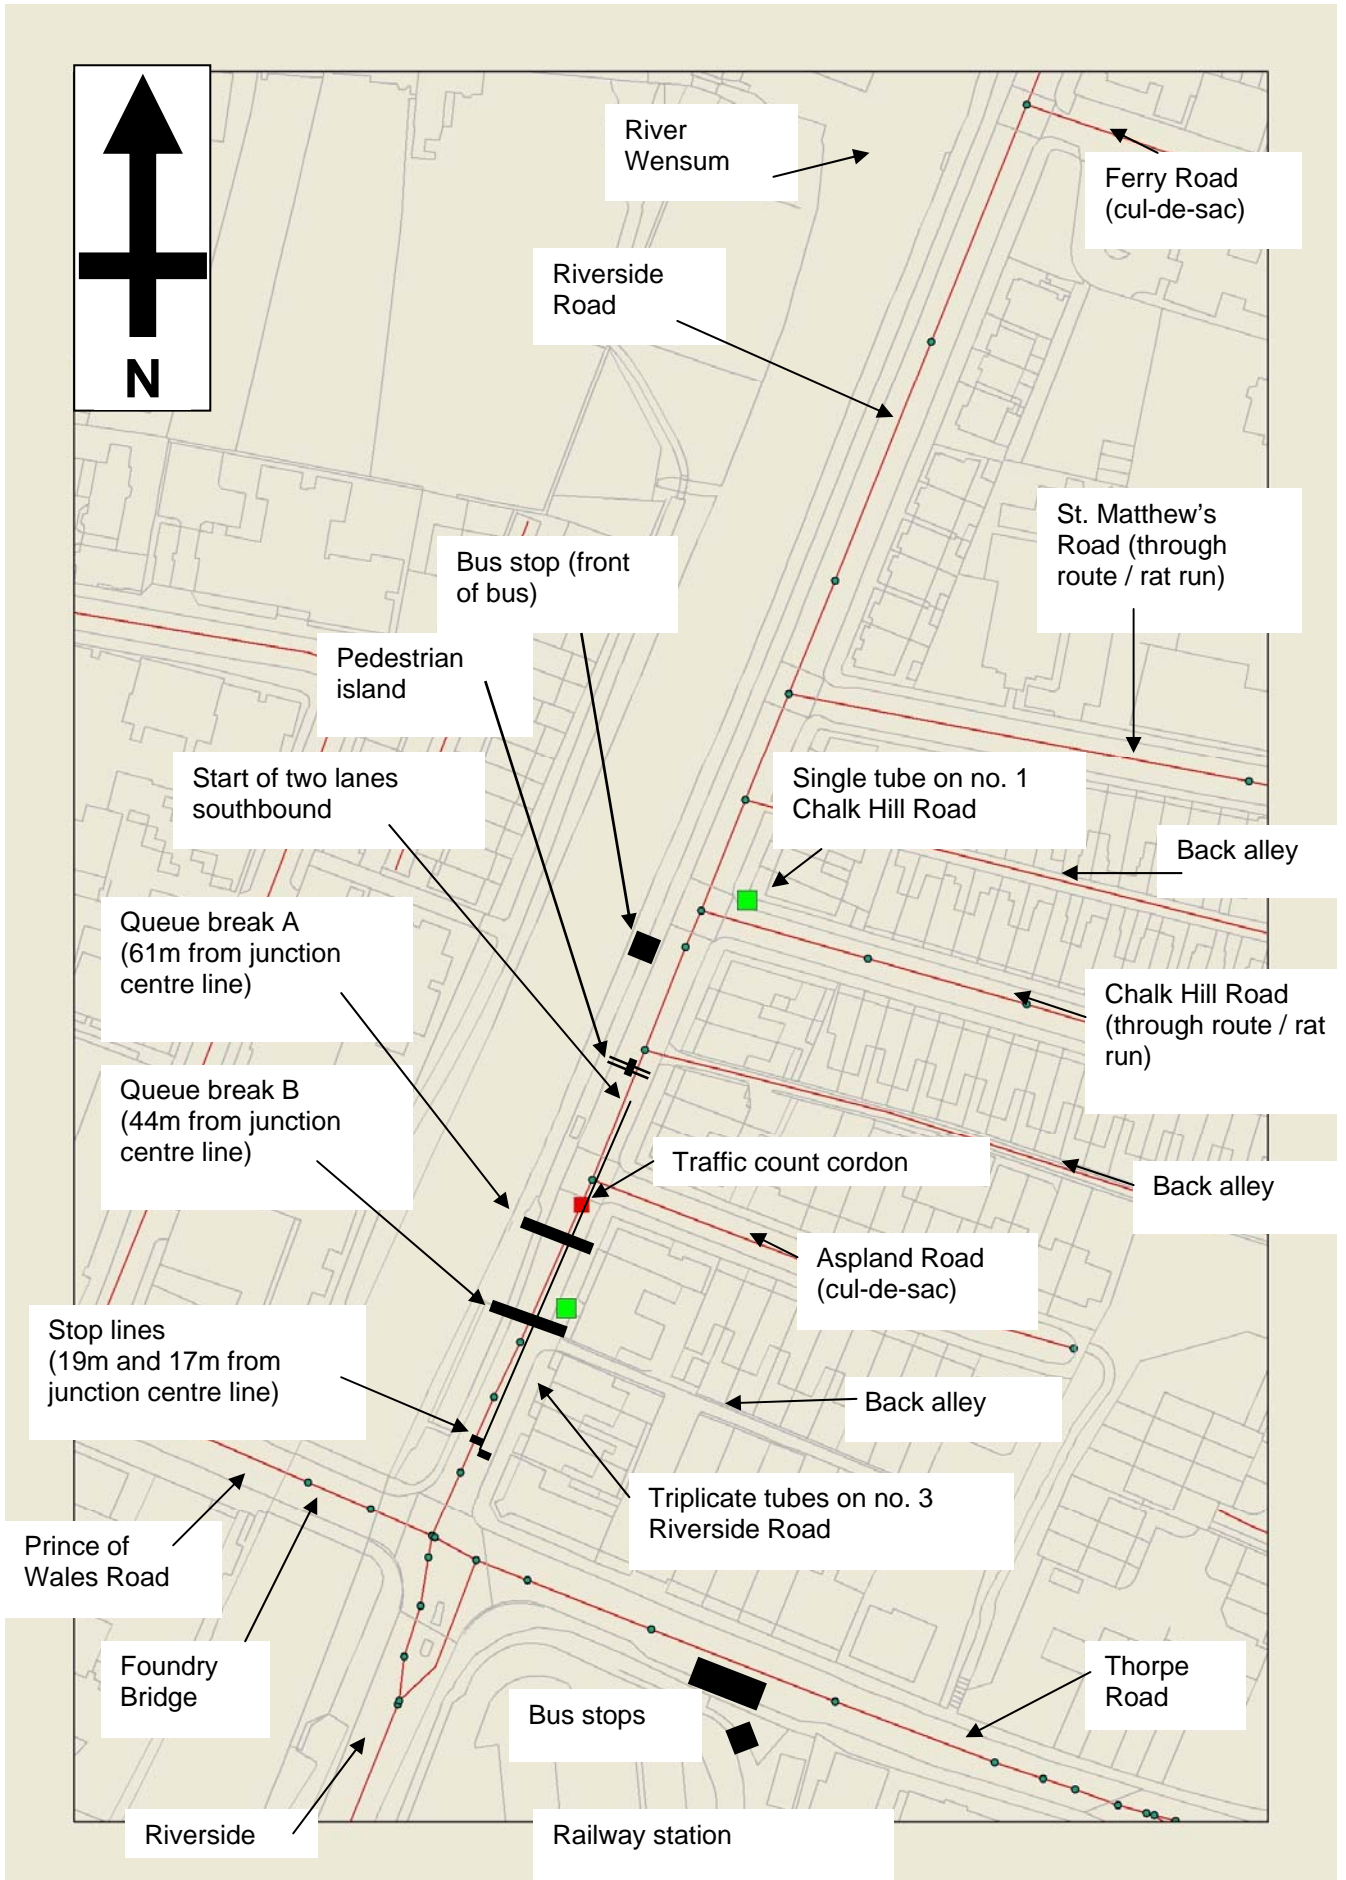 N
River
Wensum
Ferry Road
(cul-de-sac)
Riverside
Road
St. Matthew's
Road (through
route / rat run)
Bus stop (front
of bus)
Pedestrian
island
Start of two lanes
southbound
Single tube on no. 1
Chalk Hill Road
Back alley
Queue break A
(61m from junction
centre line)
Chalk Hill Road
(through route / rat
run)
Queue break B
(44m from junction
centre line)
Traffic count cordon
Back alley
Aspland Road
(cul-de-sac)
Stop lines
(19m and 17m from
junction centre line)
Back alley
Triplicate tubes on no. 3
Riverside Road
Prince of
Wales Road
Foundry
Bridge
Thorpe
Road
Bus stops
Riverside
Railway station